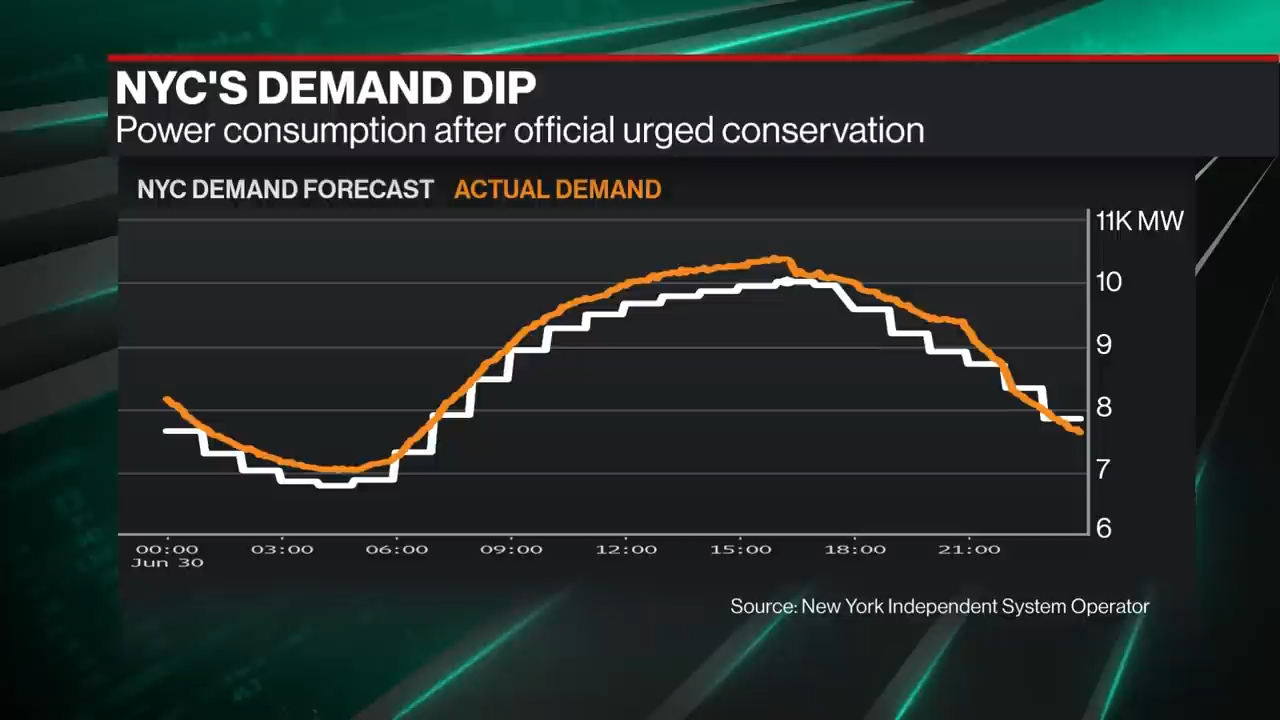 NYC'S DEMAND DIP
Power consumption after official urged conservation
NYC DEMAND FORECAST ACTUAL DEMAND
11K MW
10
9
8
7
6
00:00 03:00 06:00 09:00 12:00 15:00 18:00 21:00
Jun 30
Source: New York Independent System Operator